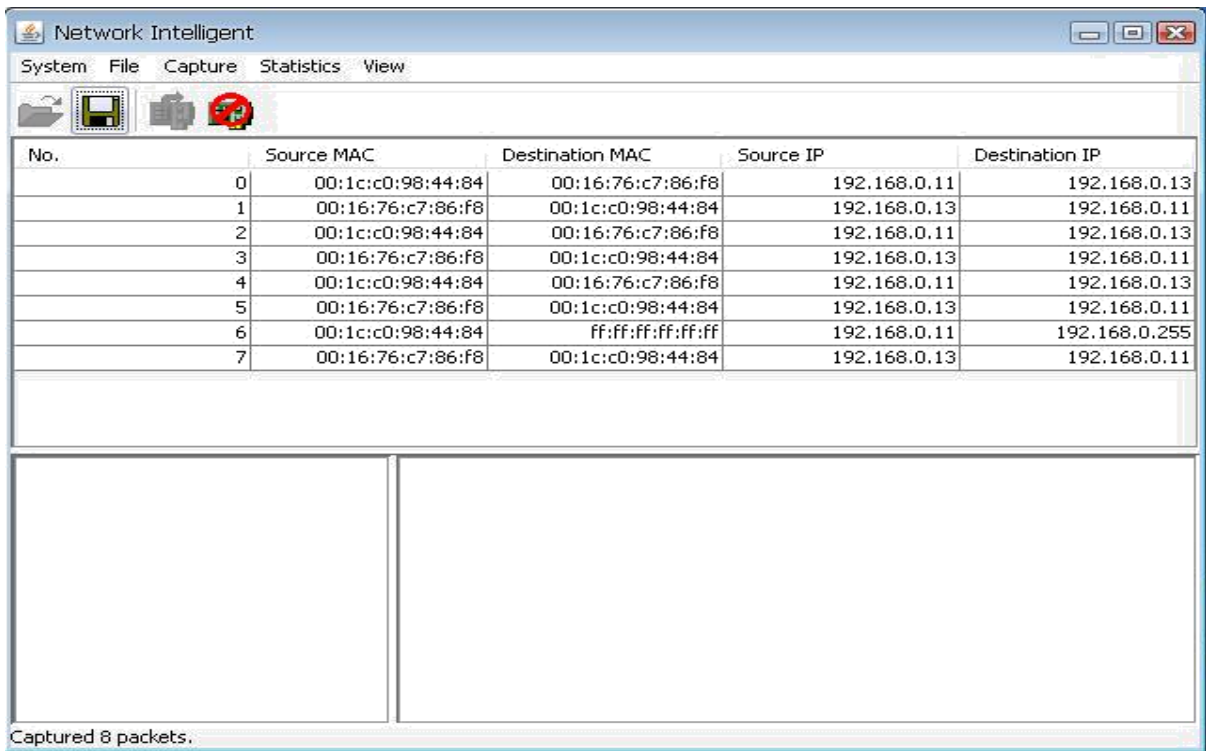 Network Intelligent
System File Capture Statistics View
No. Source MAC Destination MAC Source IP Destination IP
0 00:1c:c0:98:44:84 00:16:76:c7:86:f8 192.168.0.11 192.168.0.13
1 00:16:76:c7:86:f8 00:1c:c0:98:44:84 192.168.0.13 192.168.0.11
2 00:1c:c0:98:44:84 00:16:76:c7:86:f8 192.168.0.11 192.168.0.13
3 00:16:76:c7:86:f8 00:1c:c0:98:44:84 192.168.0.13 192.168.0.11
4 00:1c:c0:98:44:84 00:16:76:c7:86:f8 192.168.0.11 192.168.0.13
5 00:16:76:c7:86:f8 00:1c:c0:98:44:84 192.168.0.13 192.168.0.11
6 00:1c:c0:98:44:84 ff:ff:ff:ff:ff:ff 192.168.0.11 192.168.0.255
7 00:16:76:c7:86:f8 00:1c:c0:98:44:84 192.168.0.13 192.168.0.11
Captured 8 packets.